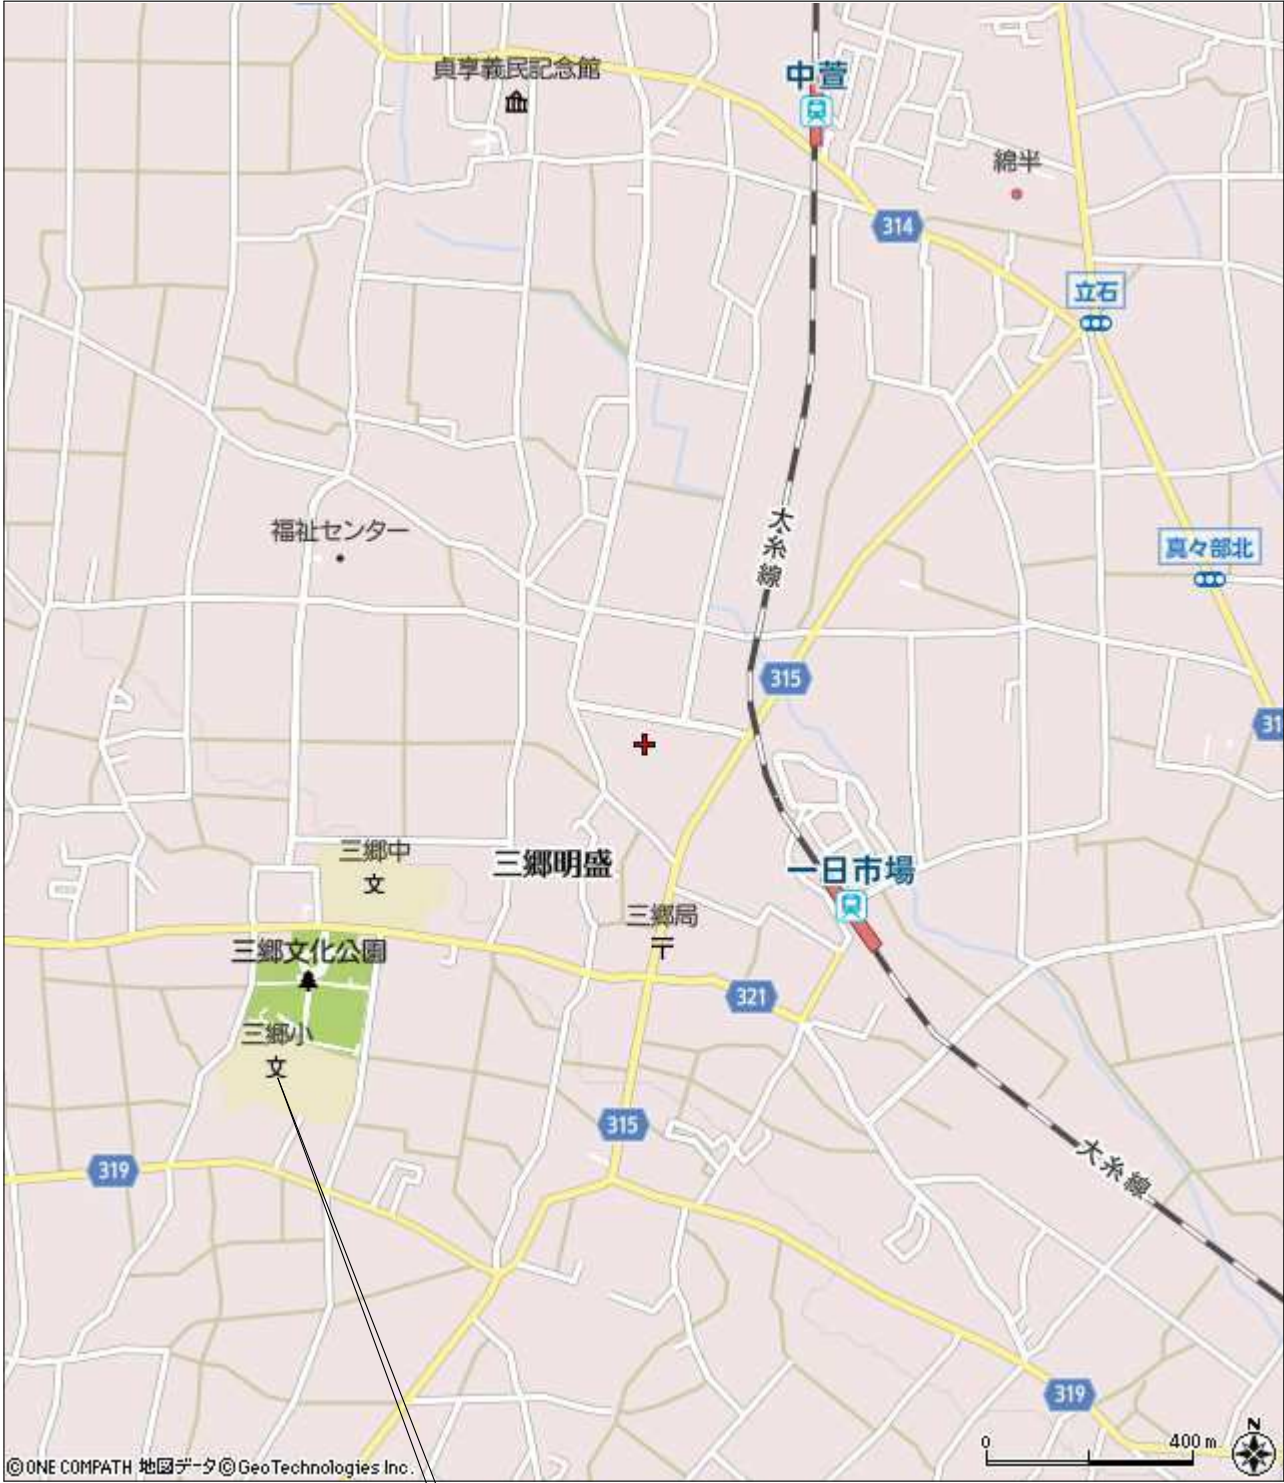 貞享義民記念館
中萱
綿半
314
立石
大糸線
福祉センター
真々部北
315
31
三郷中
文
三郷明盛
一日市場
三郷局
三郷文化公園
321
三郷小
文
315
319
大糸線
319
0 400 m
N
©ONE COMPATH 地図データ©GeoTechnologies Inc.